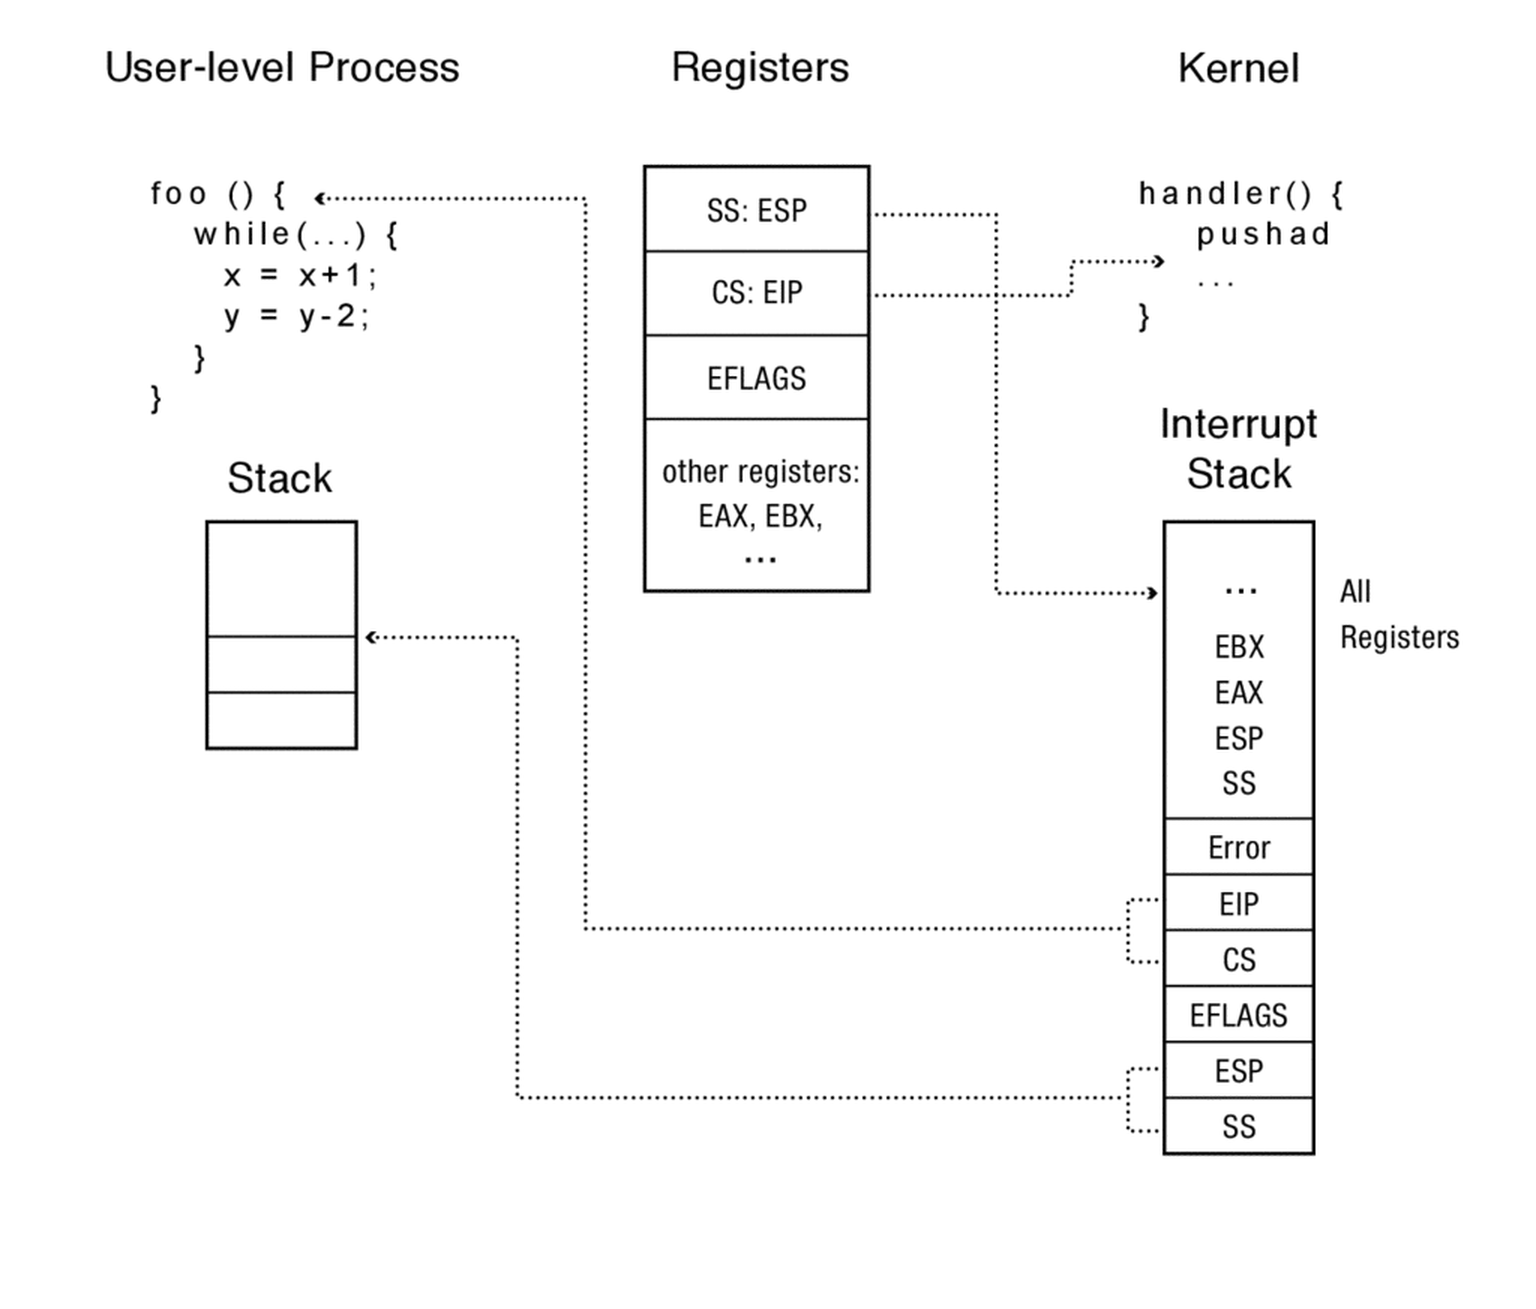 User-level Process
foo () {
while(...) {
x = x+1;
y = y-2;
}
}
Stack
Registers
SS: ESP
CS: EIP
EFLAGS
other registers:
EAX, EBX,
...
Kernel
handler() {
pushad
...
}
Interrupt
Stack
...
EBX
EAX
ESP
SS
Error
EIP
CS
EFLAGS
ESP
SS
All
Registers